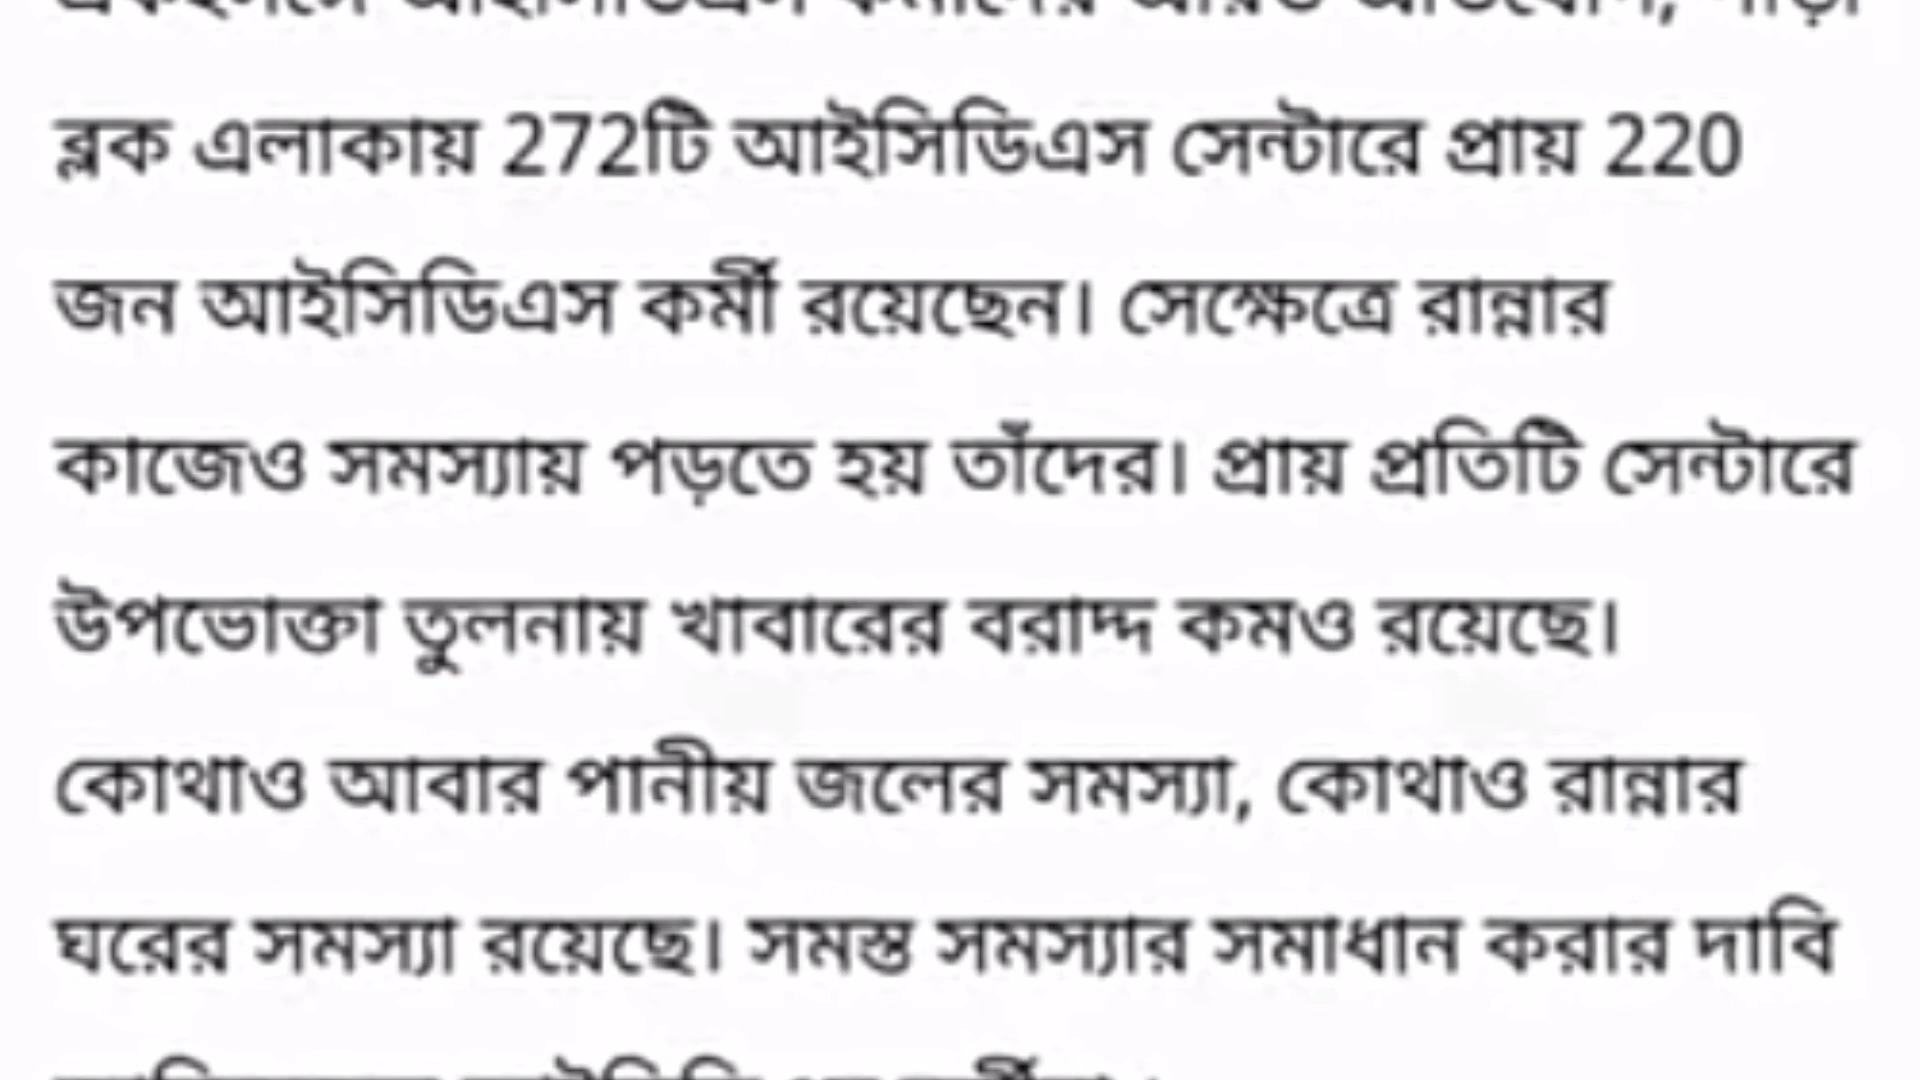 ব্লক এলাকায় 272টি আইসিডিএস সেন্টারে প্রায় 220
জন আইসিডিএস কর্মী রয়েছেন। সেক্ষেত্রে রান্নার
কাজেও সমস্যায় পড়তে হয় তাঁদের। প্রায় প্রতিটি সেন্টারে
উপভোক্তা তুলনায় খাবারের বরাদ্দ কমও রয়েছে।
কোথাও আবার পানীয় জলের সমস্যা, কোথাও রান্নার
ঘরের সমস্যা রয়েছে। সমস্ত সমস্যার সমাধান করার দাবি